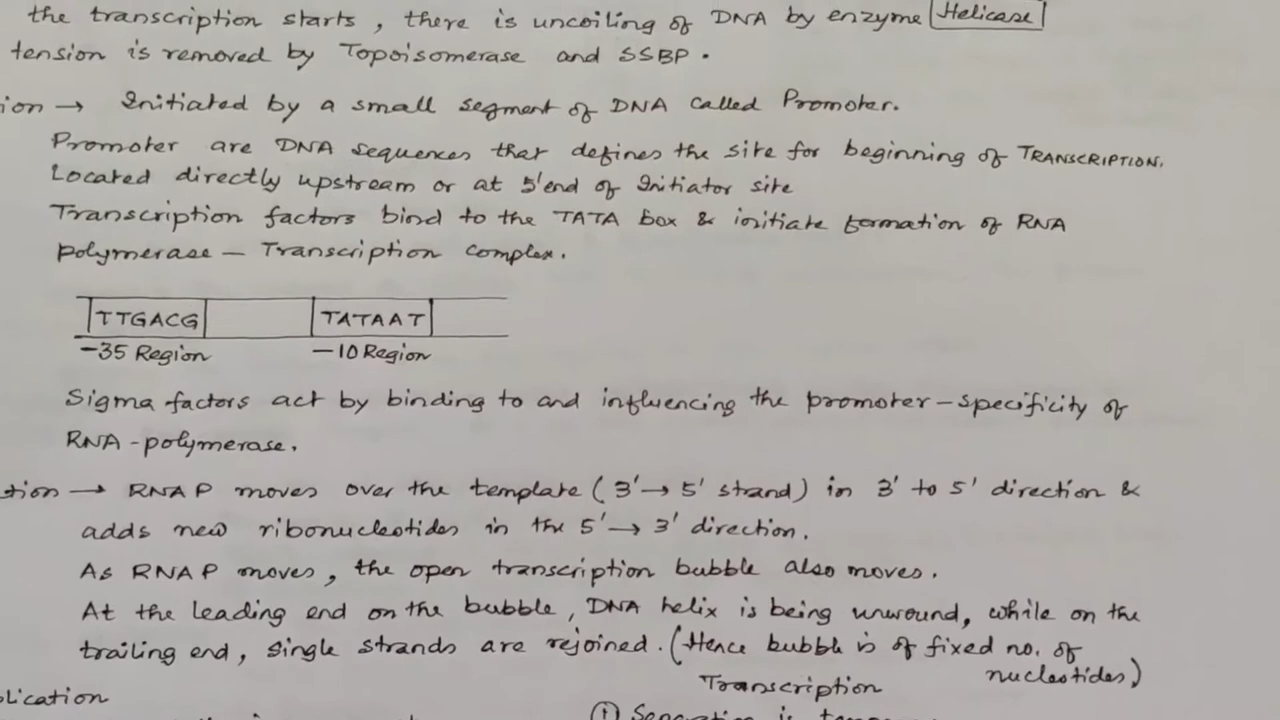 the transcription starts, there is uncoiling of DNA by enzyme Helicase
tension is removed by Topoisomerase and SSBP.
ion → Initiated by a small segment of DNA called Promoter.
Promoter are DNA sequences that defines the site for beginning of TRANSCRIPTION.
Located directly upstream or at 5' end of Initiator site
Transcription factors bind to the TATA box & initiate formation of RNA
polymerase — Transcription complex.
TTGACG TATAAT
-35 Region -10 Region
Sigma factors act by binding to and influencing the promoter-specificity of
RNA-polymerase.
tion → RNAP moves over the template (3' → 5' strand) in 3' to 5' direction &
adds new ribonucleotides in the 5' → 3' direction.
As RNAP moves, the open transcription bubble also moves.
At the leading end on the bubble, DNA helix is being unwound, while on the
trailing end, single strands are rejoined. (Hence bubble is of fixed no. of
nucleotides)
plication Transcription
① Separation is